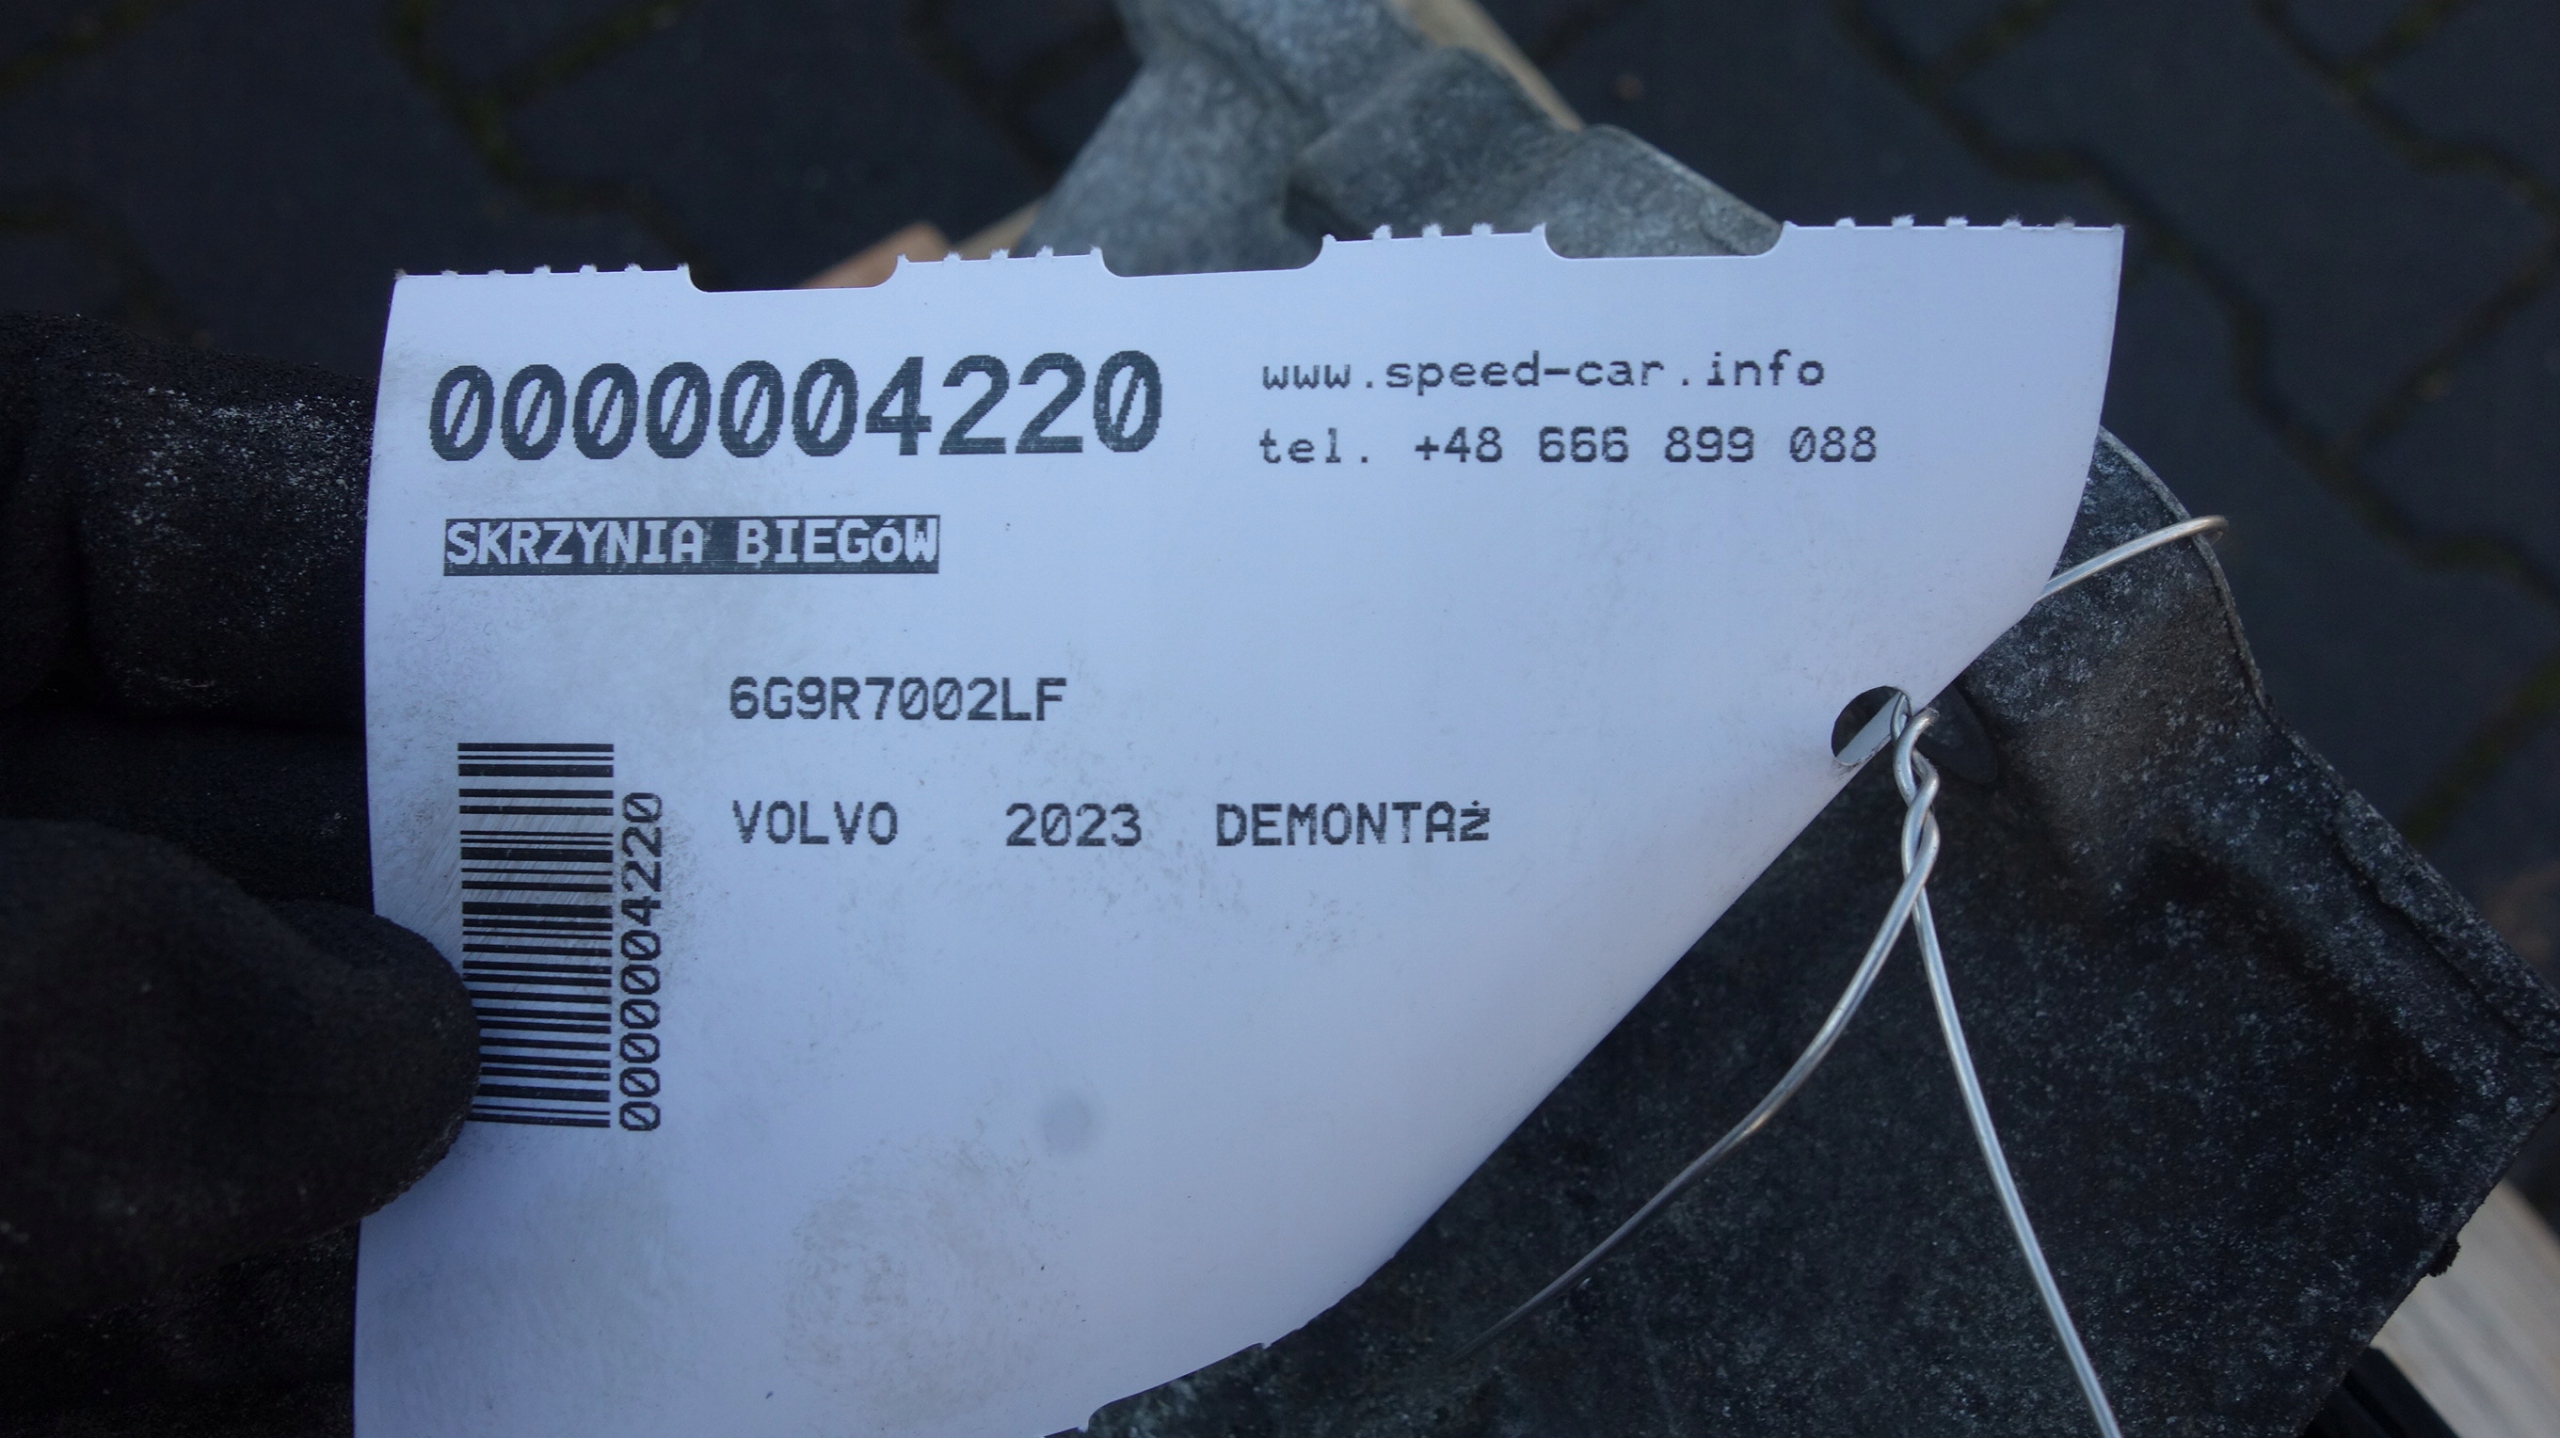 0000004220
www.speed-car.info
tel. +48 666 899 088
SKRZYNIA BIEGóW
6G9R7002LF
VOLVO 2023 DEMONTAż
0000004220